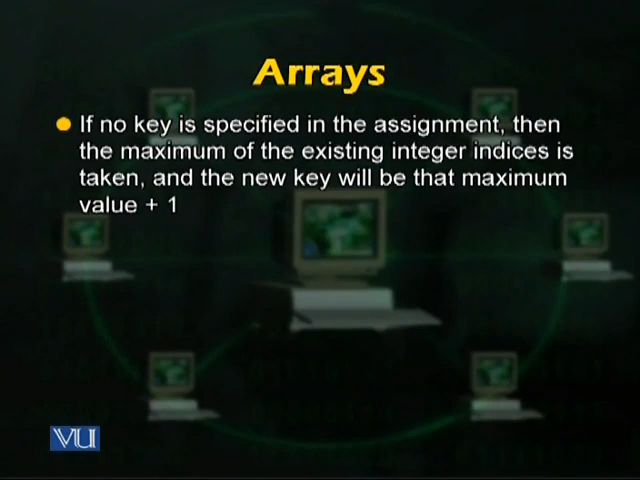 Arrays
If no key is specified in the assignment, then
the maximum of the existing integer indices is
taken, and the new key will be that maximum
value + 1
VU